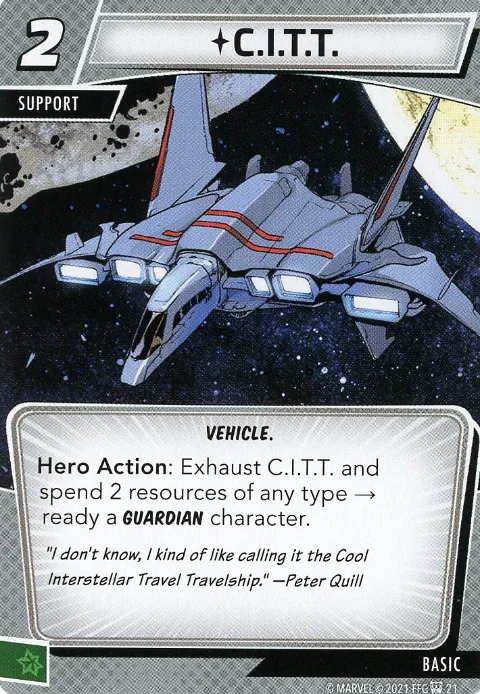 2
C.I.T.T.
SUPPORT
VEHICLE.
Hero Action: Exhaust C.I.T.T. and
spend 2 resources of any type →
ready a GUARDIAN character.
"I don't know, I kind of like calling it the Cool
Interstellar Travel Travelship." —Peter Quill
BASIC
© MARVEL © 2021 FFG 21